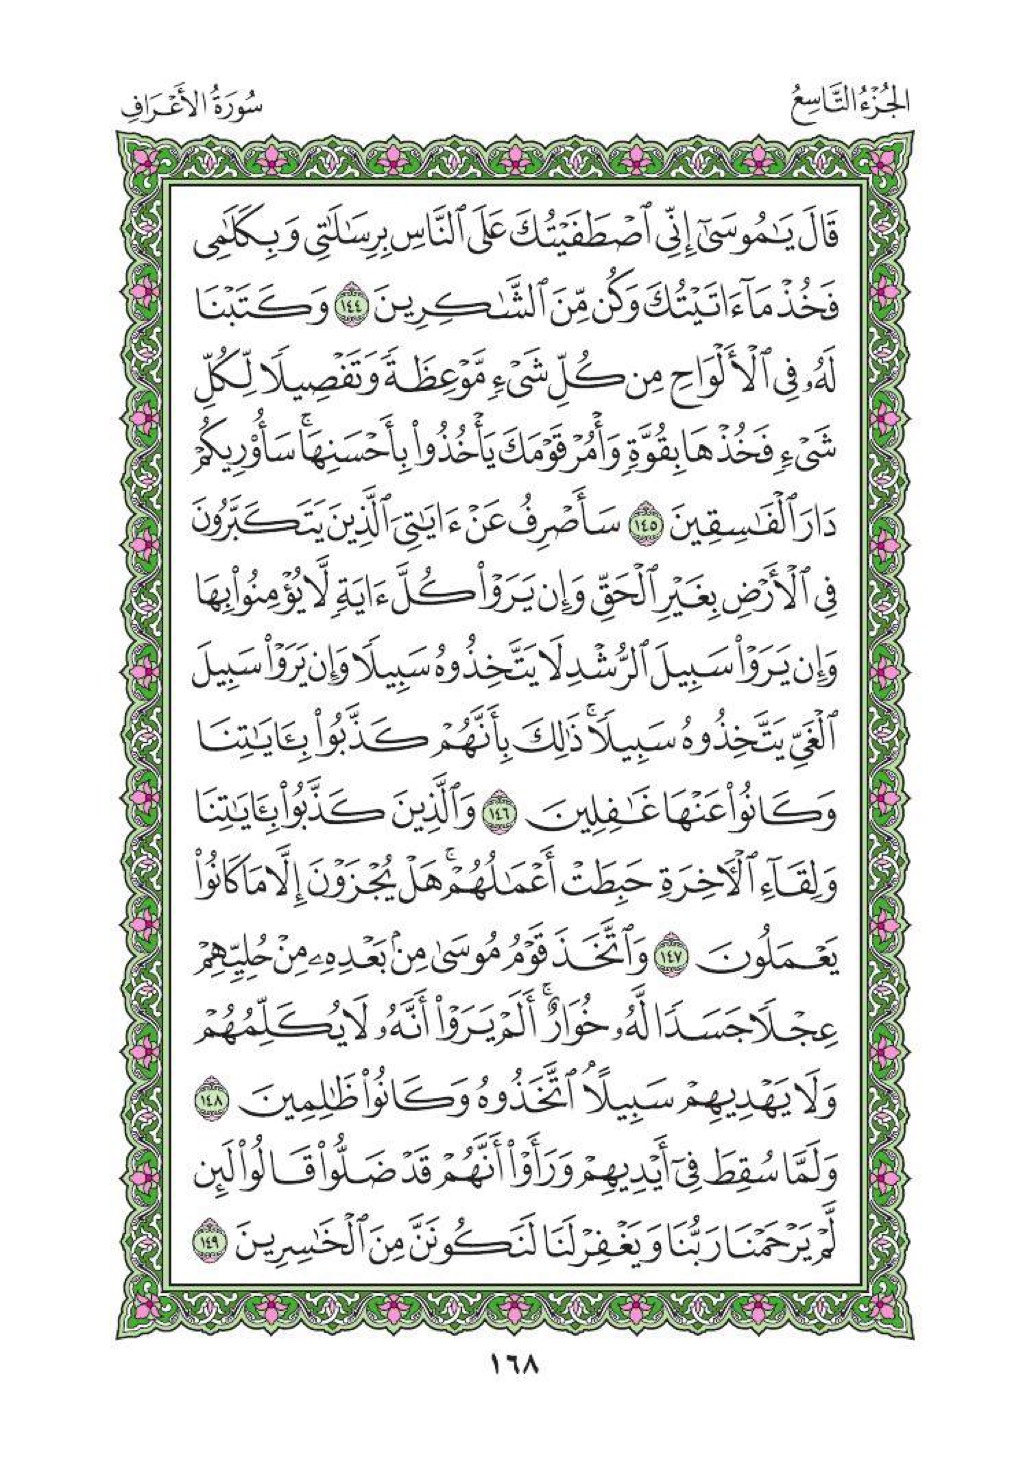 الجُزْءُ التَّاسِعُ
سُورَةُ الأَعْرَافِ
قَالَ يَٰمُوسَىٰٓ إِنِّي ٱصْطَفَيْتُكَ عَلَى ٱلنَّاسِ بِرِسَٰلَٰتِي وَبِكَلَٰمِي
فَخُذْ مَآ ءَاتَيْتُكَ وَكُن مِّنَ ٱلشَّٰكِرِينَ ١٤٤ وَكَتَبْنَا
لَهُۥ فِي ٱلْأَلْوَاحِ مِن كُلِّ شَيْءٍ مَّوْعِظَةً وَتَفْصِيلًا لِّكُلِّ
شَيْءٍ فَخُذْهَا بِقُوَّةٍ وَأْمُرْ قَوْمَكَ يَأْخُذُوا۟ بِأَحْسَنِهَا ۚ سَأُو۟رِيكُمْ
دَارَ ٱلْفَٰسِقِينَ ١٤٥ سَأَصْرِفُ عَنْ ءَايَٰتِيَ ٱلَّذِينَ يَتَكَبَّرُونَ
فِي ٱلْأَرْضِ بِغَيْرِ ٱلْحَقِّ وَإِن يَرَوْا۟ كُلَّ ءَايَةٍ لَّا يُؤْمِنُوا۟ بِهَا
وَإِن يَرَوْا۟ سَبِيلَ ٱلرُّشْدِ لَا يَتَّخِذُوهُ سَبِيلًا وَإِن يَرَوْا۟ سَبِيلَ
ٱلْغَيِّ يَتَّخِذُوهُ سَبِيلًا ۚ ذَٰلِكَ بِأَنَّهُمْ كَذَّبُوا۟ بِـَٔايَٰتِنَا
وَكَانُوا۟ عَنْهَا غَٰفِلِينَ ١٤٦ وَٱلَّذِينَ كَذَّبُوا۟ بِـَٔايَٰتِنَا
وَلِقَآءِ ٱلْـَٔاخِرَةِ حَبِطَتْ أَعْمَٰلُهُمْ ۚ هَلْ يُجْزَوْنَ إِلَّا مَا كَانُوا۟
يَعْمَلُونَ ١٤٧ وَٱتَّخَذَ قَوْمُ مُوسَىٰ مِنۢ بَعْدِهِۦ مِنْ حُلِيِّهِمْ
عِجْلًا جَسَدًا لَّهُۥ خُوَارٌ ۚ أَلَمْ يَرَوْا۟ أَنَّهُۥ لَا يُكَلِّمُهُمْ
وَلَا يَهْدِيهِمْ سَبِيلًا ۘ ٱتَّخَذُوهُ وَكَانُوا۟ ظَٰلِمِينَ ١٤٨
وَلَمَّا سُقِطَ فِيٓ أَيْدِيهِمْ وَرَأَوْا۟ أَنَّهُمْ قَدْ ضَلُّوا۟ قَالُوا۟ لَئِن
لَّمْ يَرْحَمْنَا رَبُّنَا وَيَغْفِرْ لَنَا لَنَكُونَنَّ مِنَ ٱلْخَٰسِرِينَ ١٤٩
١٦٨